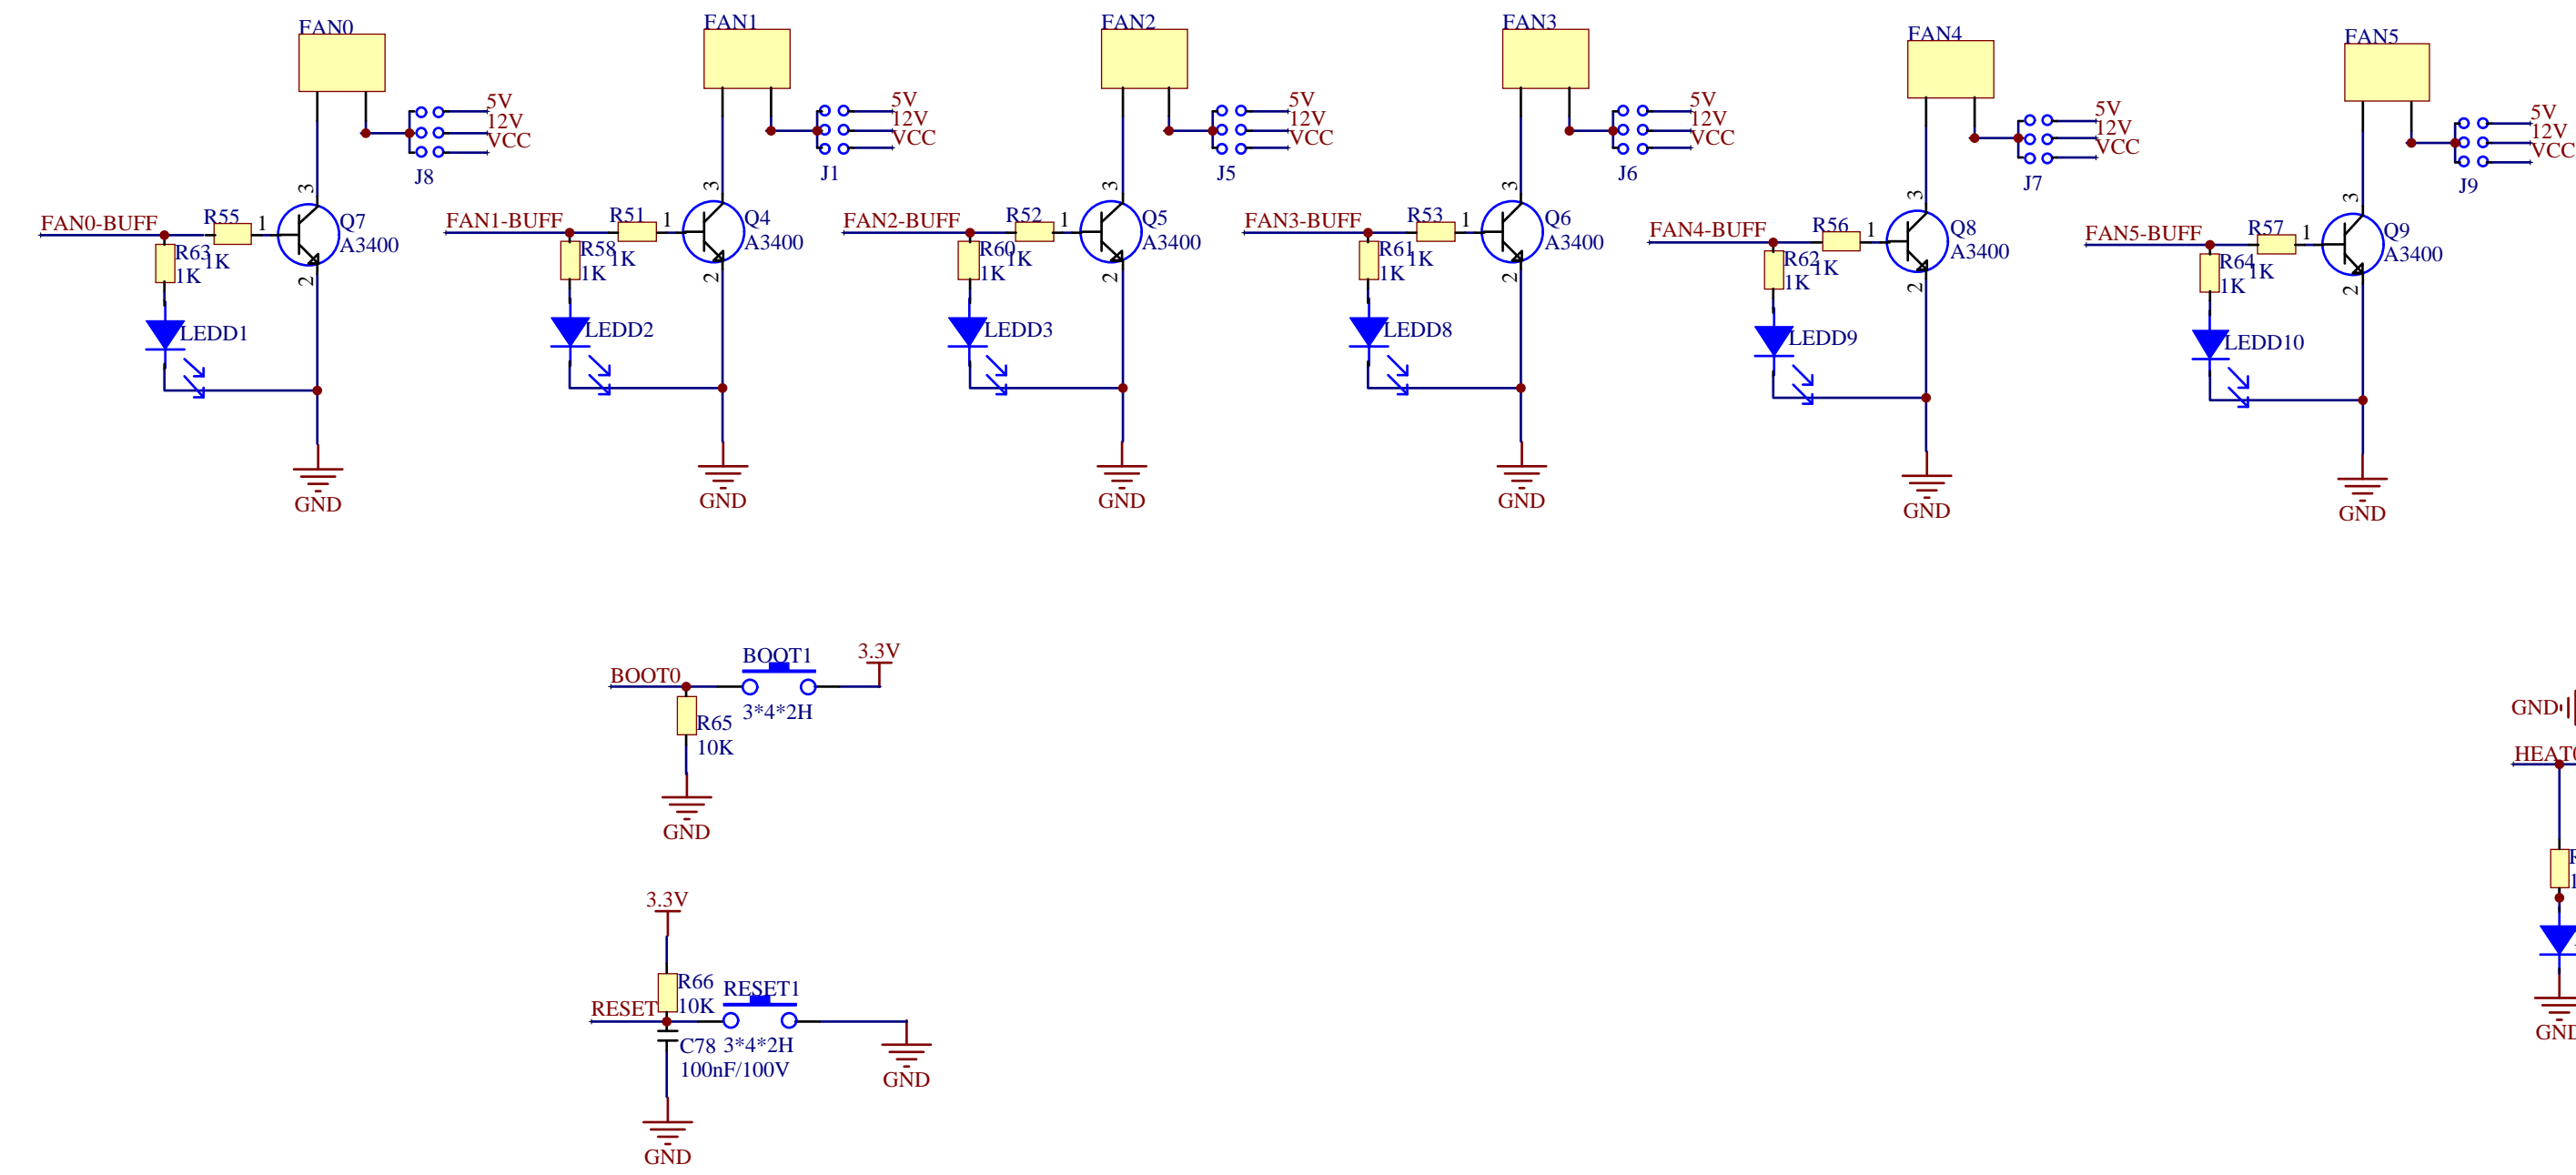 FAN0
5V
12V
VCC
J8
FAN0-BUFF
R55
1K
1
3
2
Q7
A3400
R63
1K
LEDD1
GND
FAN1
5V
12V
VCC
J1
FAN1-BUFF
R51
1K
1
3
2
Q4
A3400
R58
1K
LEDD2
GND
FAN2
5V
12V
VCC
J5
FAN2-BUFF
R52
1K
1
3
2
Q5
A3400
R60
1K
LEDD3
GND
FAN3
5V
12V
VCC
J6
FAN3-BUFF
R53
1K
1
3
2
Q6
A3400
R61
1K
LEDD8
GND
FAN4
5V
12V
VCC
J7
FAN4-BUFF
R56
1K
1
3
2
Q8
A3400
R62
1K
LEDD9
GND
FAN5
5V
12V
VCC
J9
FAN5-BUFF
R57
1K
1
3
2
Q9
A3400
R64
1K
LEDD10
GND
BOOT0
BOOT1
3.3V
3*4*2H
R65
10K
GND
3.3V
R66
10K
RESET
RESET1
3*4*2H
C78
100nF/100V
GND
GND
GND
HEAT0
GND